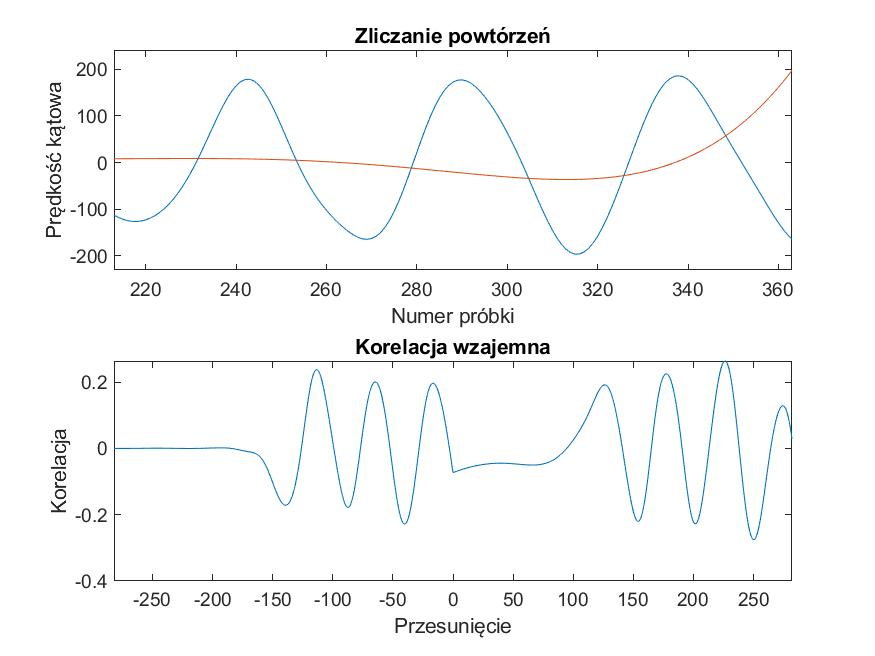 Zliczanie powtórzeń
200
100
0
-100
-200
Prędkość kątowa
220 240 260 280 300 320 340 360
Numer próbki
Korelacja wzajemna
0.2
0
-0.2
-0.4
Korelacja
-250 -200 -150 -100 -50 0 50 100 150 200 250
Przesunięcie